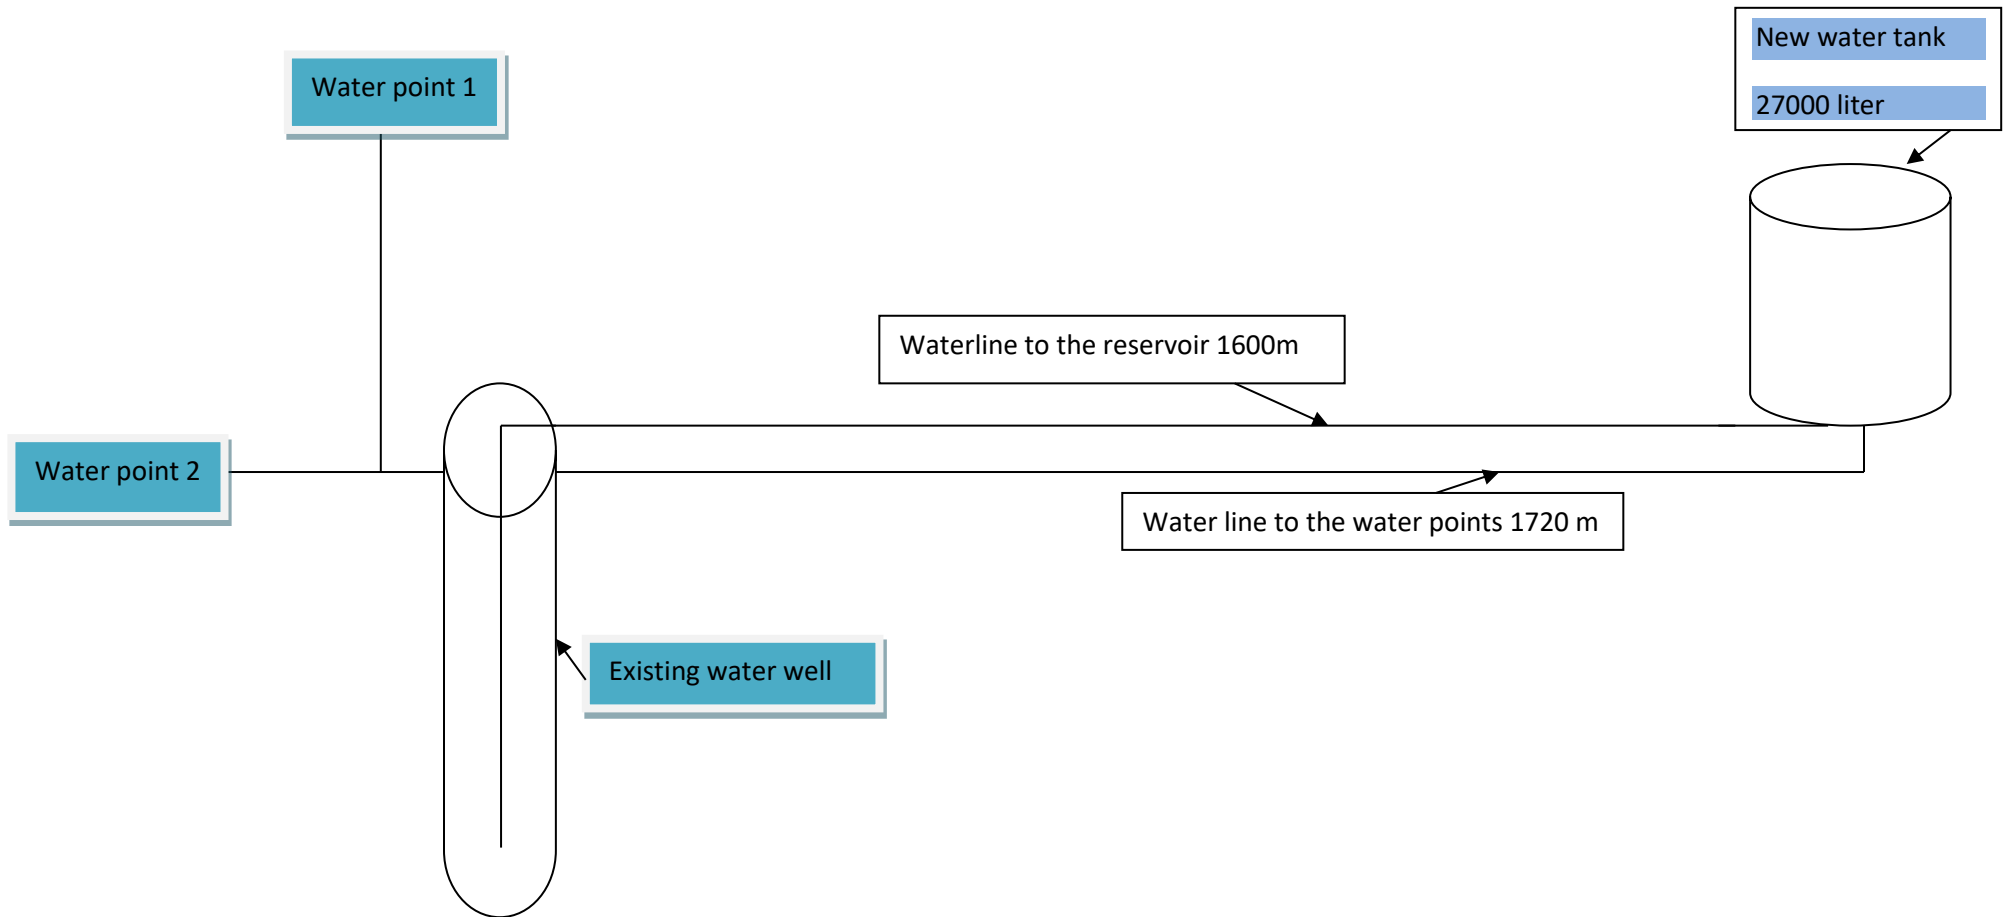 New water tank
27000 liter
Water point 1
Waterline to the reservoir 1600m
Water point 2
Water line to the water points 1720 m
Existing water well